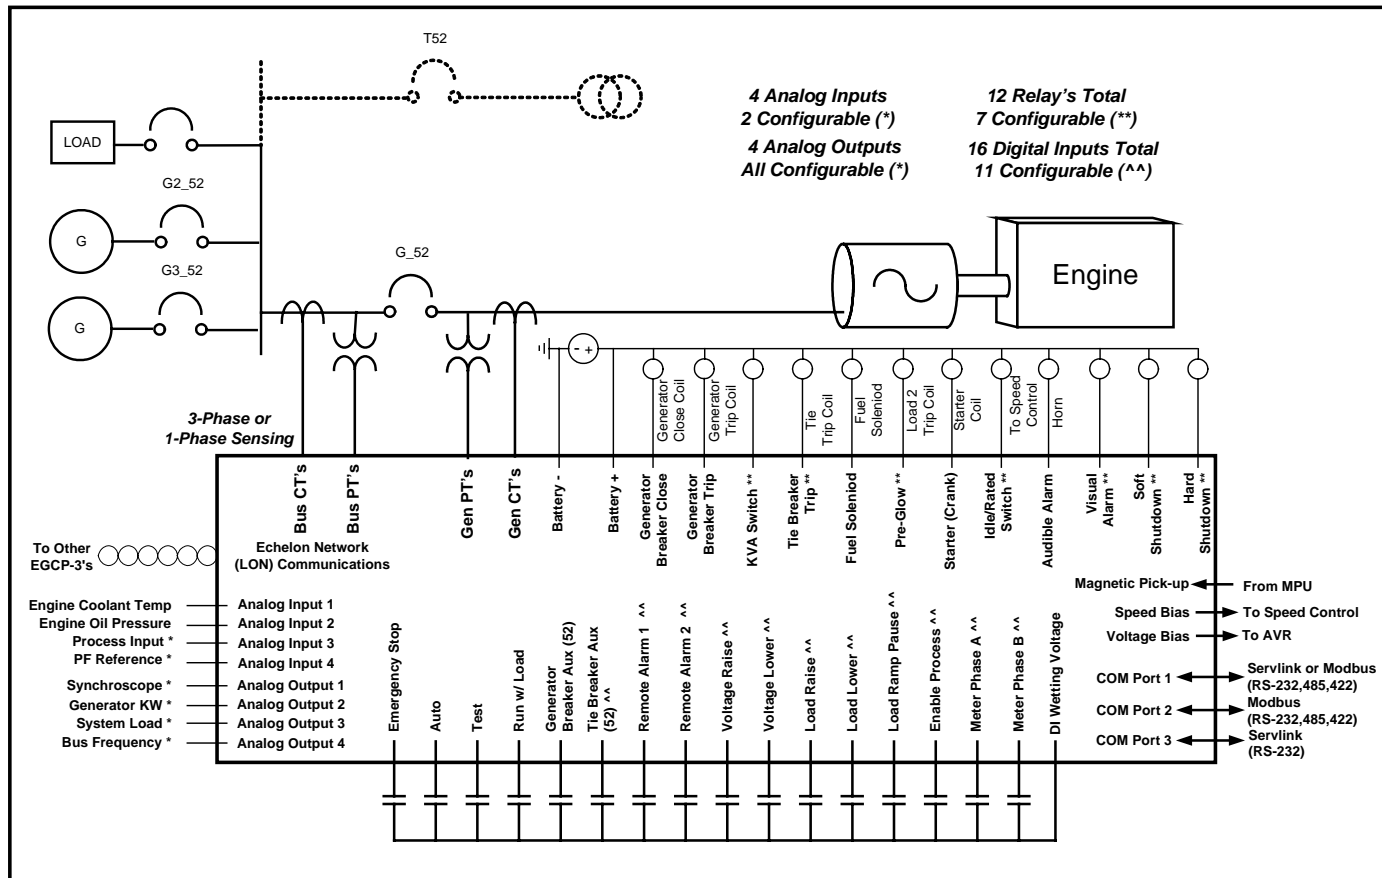 T52
4 Analog Inputs
2 Configurable (*)
4 Analog Outputs
All Configurable (*)
12 Relay's Total
7 Configurable (**)
16 Digital Inputs Total
11 Configurable (^^)
LOAD
G2_52
G
G3_52
G
G_52
Engine
- +
3-Phase or
1-Phase Sensing
Generator
Close Coil
Generator
Trip Coil
Tie
Trip Coil
Fuel
Soleniod
Load 2
Trip Coil
Starter
Coil
To Speed
Control
Horn
Bus CT's
Bus PT's
Gen PT's
Gen CT's
Battery -
Battery +
Generator
Breaker Close
Generator
Breaker Trip
KVA Switch **
Tie Breaker
Trip **
Fuel Soleniod
Pre-Glow **
Starter (Crank)
Idle/Rated
Switch **
Audible Alarm
Visual
Alarm **
Soft
Shutdown **
Hard
Shutdown **
To Other
EGCP-3's
Echelon Network
(LON) Communications
Engine Coolant Temp
Analog Input 1
Engine Oil Pressure
Analog Input 2
Process Input *
Analog Input 3
PF Reference *
Analog Input 4
Synchroscope *
Analog Output 1
Generator KW *
Analog Output 2
System Load *
Analog Output 3
Bus Frequency *
Analog Output 4
Emergency Stop
Auto
Test
Run w/ Load
Generator
Breaker Aux (52)
Tie Breaker Aux
(52) ^^
Remote Alarm 1 ^^
Remote Alarm 2 ^^
Voltage Raise ^^
Voltage Lower ^^
Load Raise ^^
Load Lower ^^
Load Ramp Pause ^^
Enable Process ^^
Meter Phase A ^^
Meter Phase B ^^
DI Wetting Voltage
Magnetic Pick-up
From MPU
Speed Bias
To Speed Control
Voltage Bias
To AVR
COM Port 1
Servlink or Modbus
(RS-232,485,422)
COM Port 2
Modbus
(RS-232,485,422)
COM Port 3
Servlink
(RS-232)